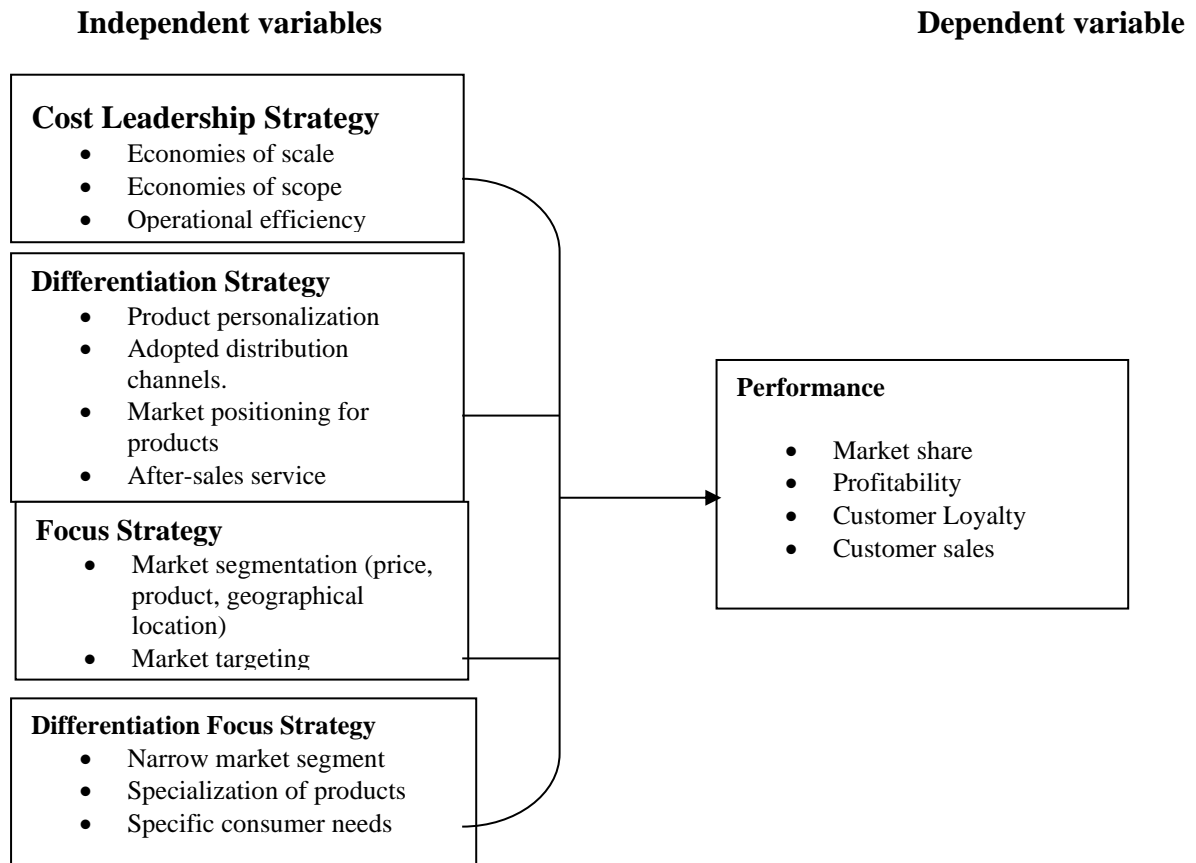 Independent variables
Dependent variable
Cost Leadership Strategy
• Economies of scale
• Economies of scope
• Operational efficiency
Differentiation Strategy
• Product personalization
• Adopted distribution
channels.
• Market positioning for
products
• After-sales service
Focus Strategy
• Market segmentation (price,
product, geographical
location)
• Market targeting
Differentiation Focus Strategy
• Narrow market segment
• Specialization of products
• Specific consumer needs
Performance
• Market share
• Profitability
• Customer Loyalty
• Customer sales